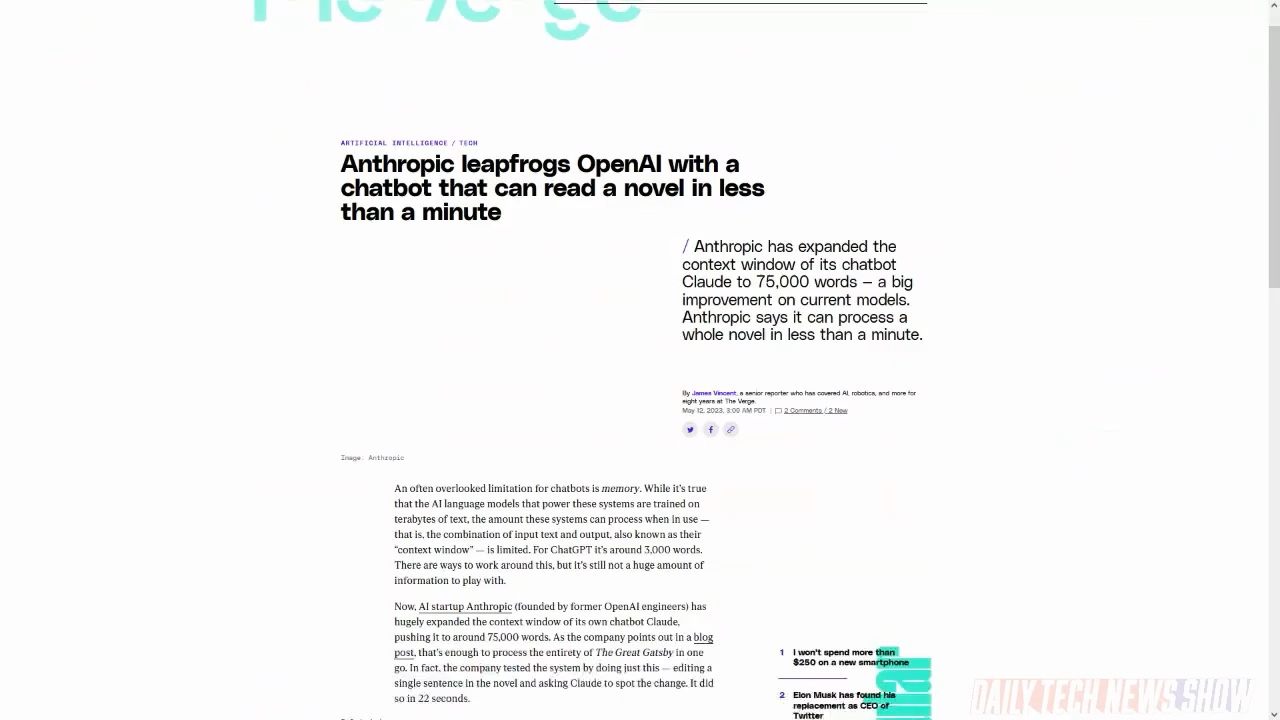 The Verge
ARTIFICIAL INTELLIGENCE / TECH
Anthropic leapfrogs OpenAI with a
chatbot that can read a novel in less
than a minute
/ Anthropic has expanded the
context window of its chatbot
Claude to 75,000 words — a big
improvement on current models.
Anthropic says it can process a
whole novel in less than a minute.
By James Vincent, a senior reporter who has covered AI, robotics, and more for
eight years at The Verge.
May 12, 2023, 3:00 AM PDT | 2 Comments / 2 New
Image: Anthropic
An often overlooked limitation for chatbots is memory. While it's true
that the AI language models that power these systems are trained on
terabytes of text, the amount these systems can process when in use —
that is, the combination of input text and output, also known as their
“context window” — is limited. For ChatGPT it's around 3,000 words.
There are ways to work around this, but it's still not a huge amount of
information to play with.
Now, AI startup Anthropic (founded by former OpenAI engineers) has
hugely expanded the context window of its own chatbot Claude,
pushing it to around 75,000 words. As the company points out in a blog
post, that's enough to process the entirety of The Great Gatsby in one
go. In fact, the company tested the system by doing just this — editing a
single sentence in the novel and asking Claude to spot the change. It did
so in 22 seconds.
1 I won't spend more than
$250 on a new smartphone
2 Elon Musk has found his
replacement as CEO of
Twitter
DAILY TECH NEWS SHOW